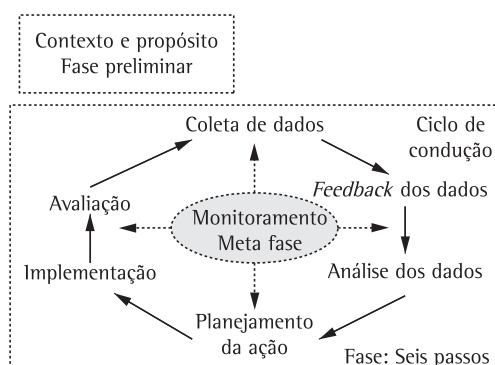 Contexto e propósito
Fase preliminar
Coleta de dados
Ciclo de
condução
Feedback dos dados
Avaliação
Monitoramento
Meta fase
Implementação
Análise dos dados
Planejamento
da ação
Fase: Seis passos